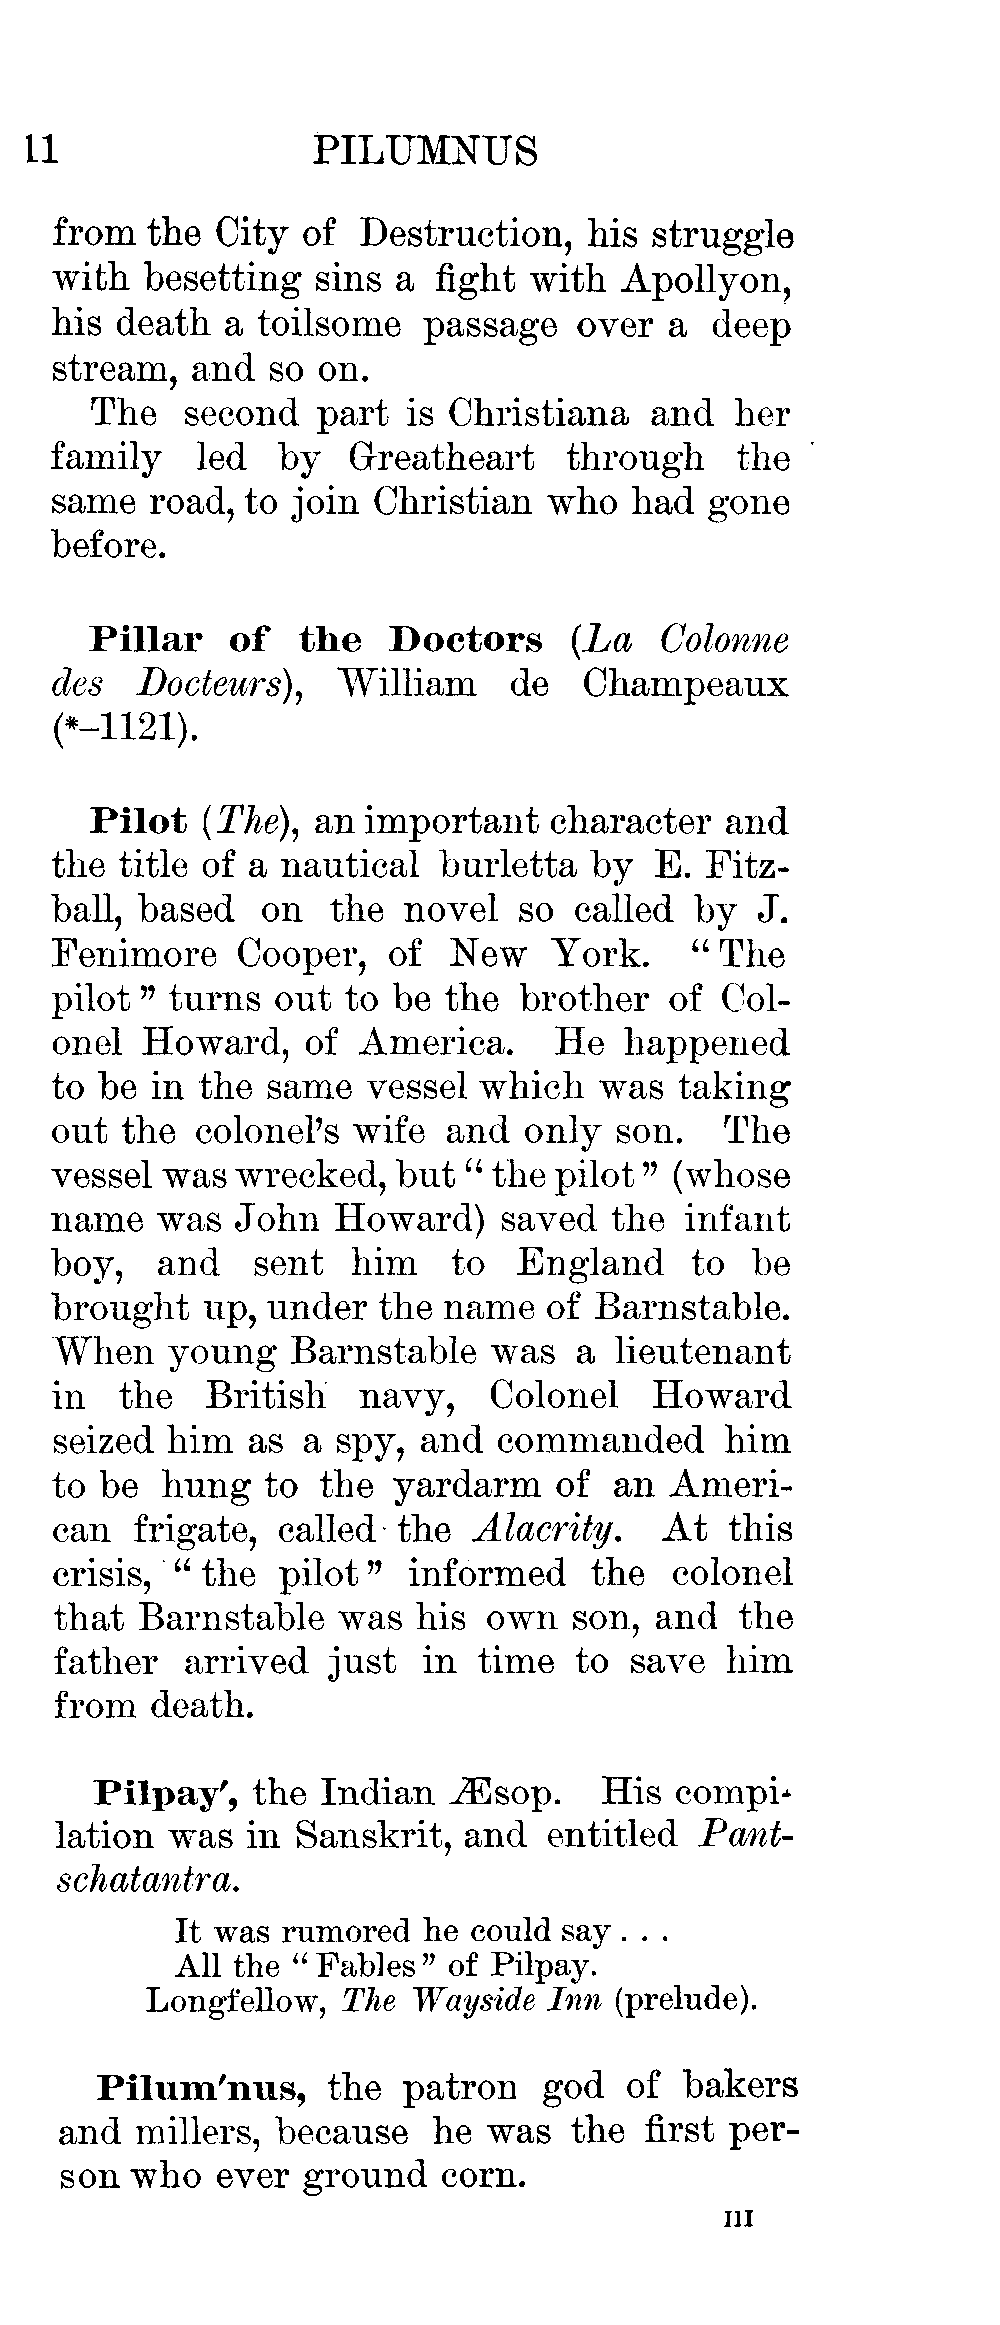 11 PILUMNUS
from the City of Destruction, his struggle
with besetting sins a fight with Apollyon,
his death a toilsome passage over a deep
stream, and so on.
The second part is Christiana and her
family led by Greatheart through the
same road, to join Christian who had gone
before.
Pillar of the Doctors (La Colonne
des Docteurs), William de Champeaux
(*–1121).
Pilot (The), an important character and
the title of a nautical burletta by E. Fitz-
ball, based on the novel so called by J.
Fenimore Cooper, of New York. "The
pilot" turns out to be the brother of Col-
onel Howard, of America. He happened
to be in the same vessel which was taking
out the colonel's wife and only son. The
vessel was wrecked, but "the pilot" (whose
name was John Howard) saved the infant
boy, and sent him to England to be
brought up, under the name of Barnstable.
When young Barnstable was a lieutenant
in the British navy, Colonel Howard
seized him as a spy, and commanded him
to be hung to the yardarm of an Ameri-
can frigate, called the Alacrity. At this
crisis, "the pilot" informed the colonel
that Barnstable was his own son, and the
father arrived just in time to save him
from death.
Pilpay', the Indian Æsop. His compi-
lation was in Sanskrit, and entitled Pant-
schatantra.
It was rumored he could say . . .
All the "Fables" of Pilpay.
Longfellow, The Wayside Inn (prelude).
Pilum'nus, the patron god of bakers
and millers, because he was the first per-
son who ever ground corn.
III